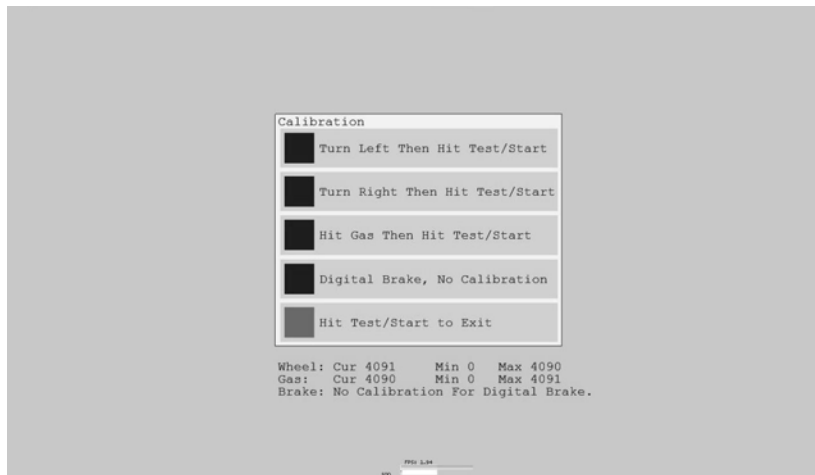 Calibration
Turn Left Then Hit Test/Start
Turn Right Then Hit Test/Start
Hit Gas Then Hit Test/Start
Digital Brake, No Calibration
Hit Test/Start to Exit
Wheel: Cur 4091 Min 0 Max 4090
Gas: Cur 4090 Min 0 Max 4091
Brake: No Calibration For Digital Brake.